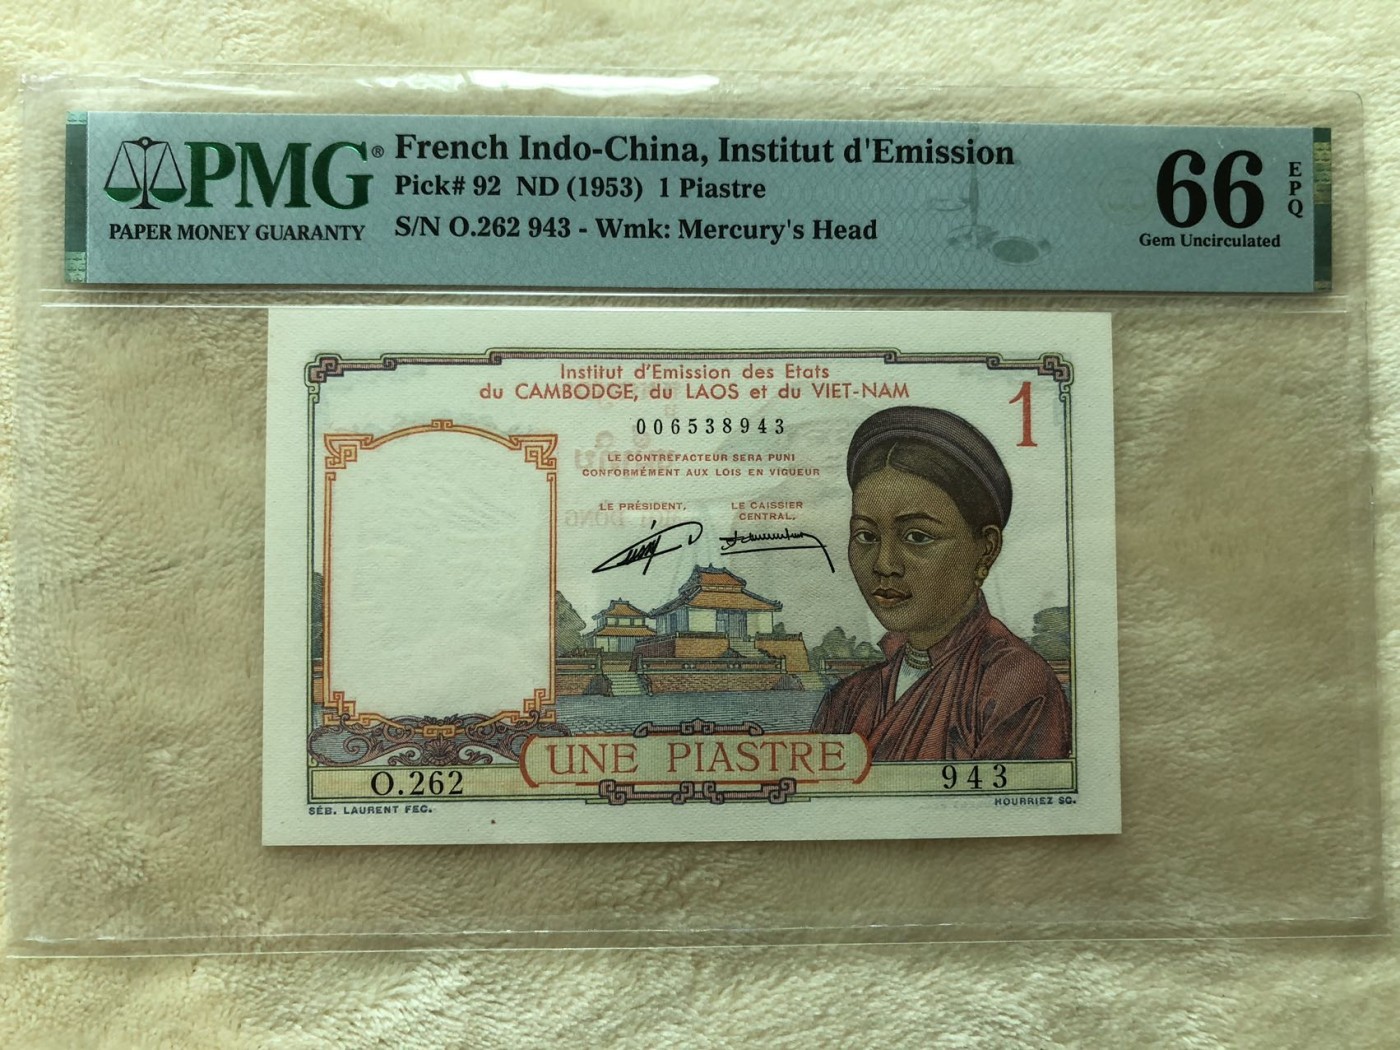 PMG®
PAPER MONEY GUARANTY
French Indo-China, Institut d'Emission
Pick# 92 ND (1953) 1 Piastre
S/N O.262 943 - Wmk: Mercury's Head
66
EPQ
Gem Uncirculated
Institut d'Emission des Etats
du CAMBODGE, du LAOS et du VIET-NAM
1
006538943
LE CONTREFACTEUR SERA PUNI
CONFORMÉMENT AUX LOIS EN VIGUEUR
LE PRÉSIDENT,
LE CAISSIER
CENTRAL,
UNE PIASTRE
O.262
943
SÉB. LAURENT FEC.
HOURRIEZ SC.